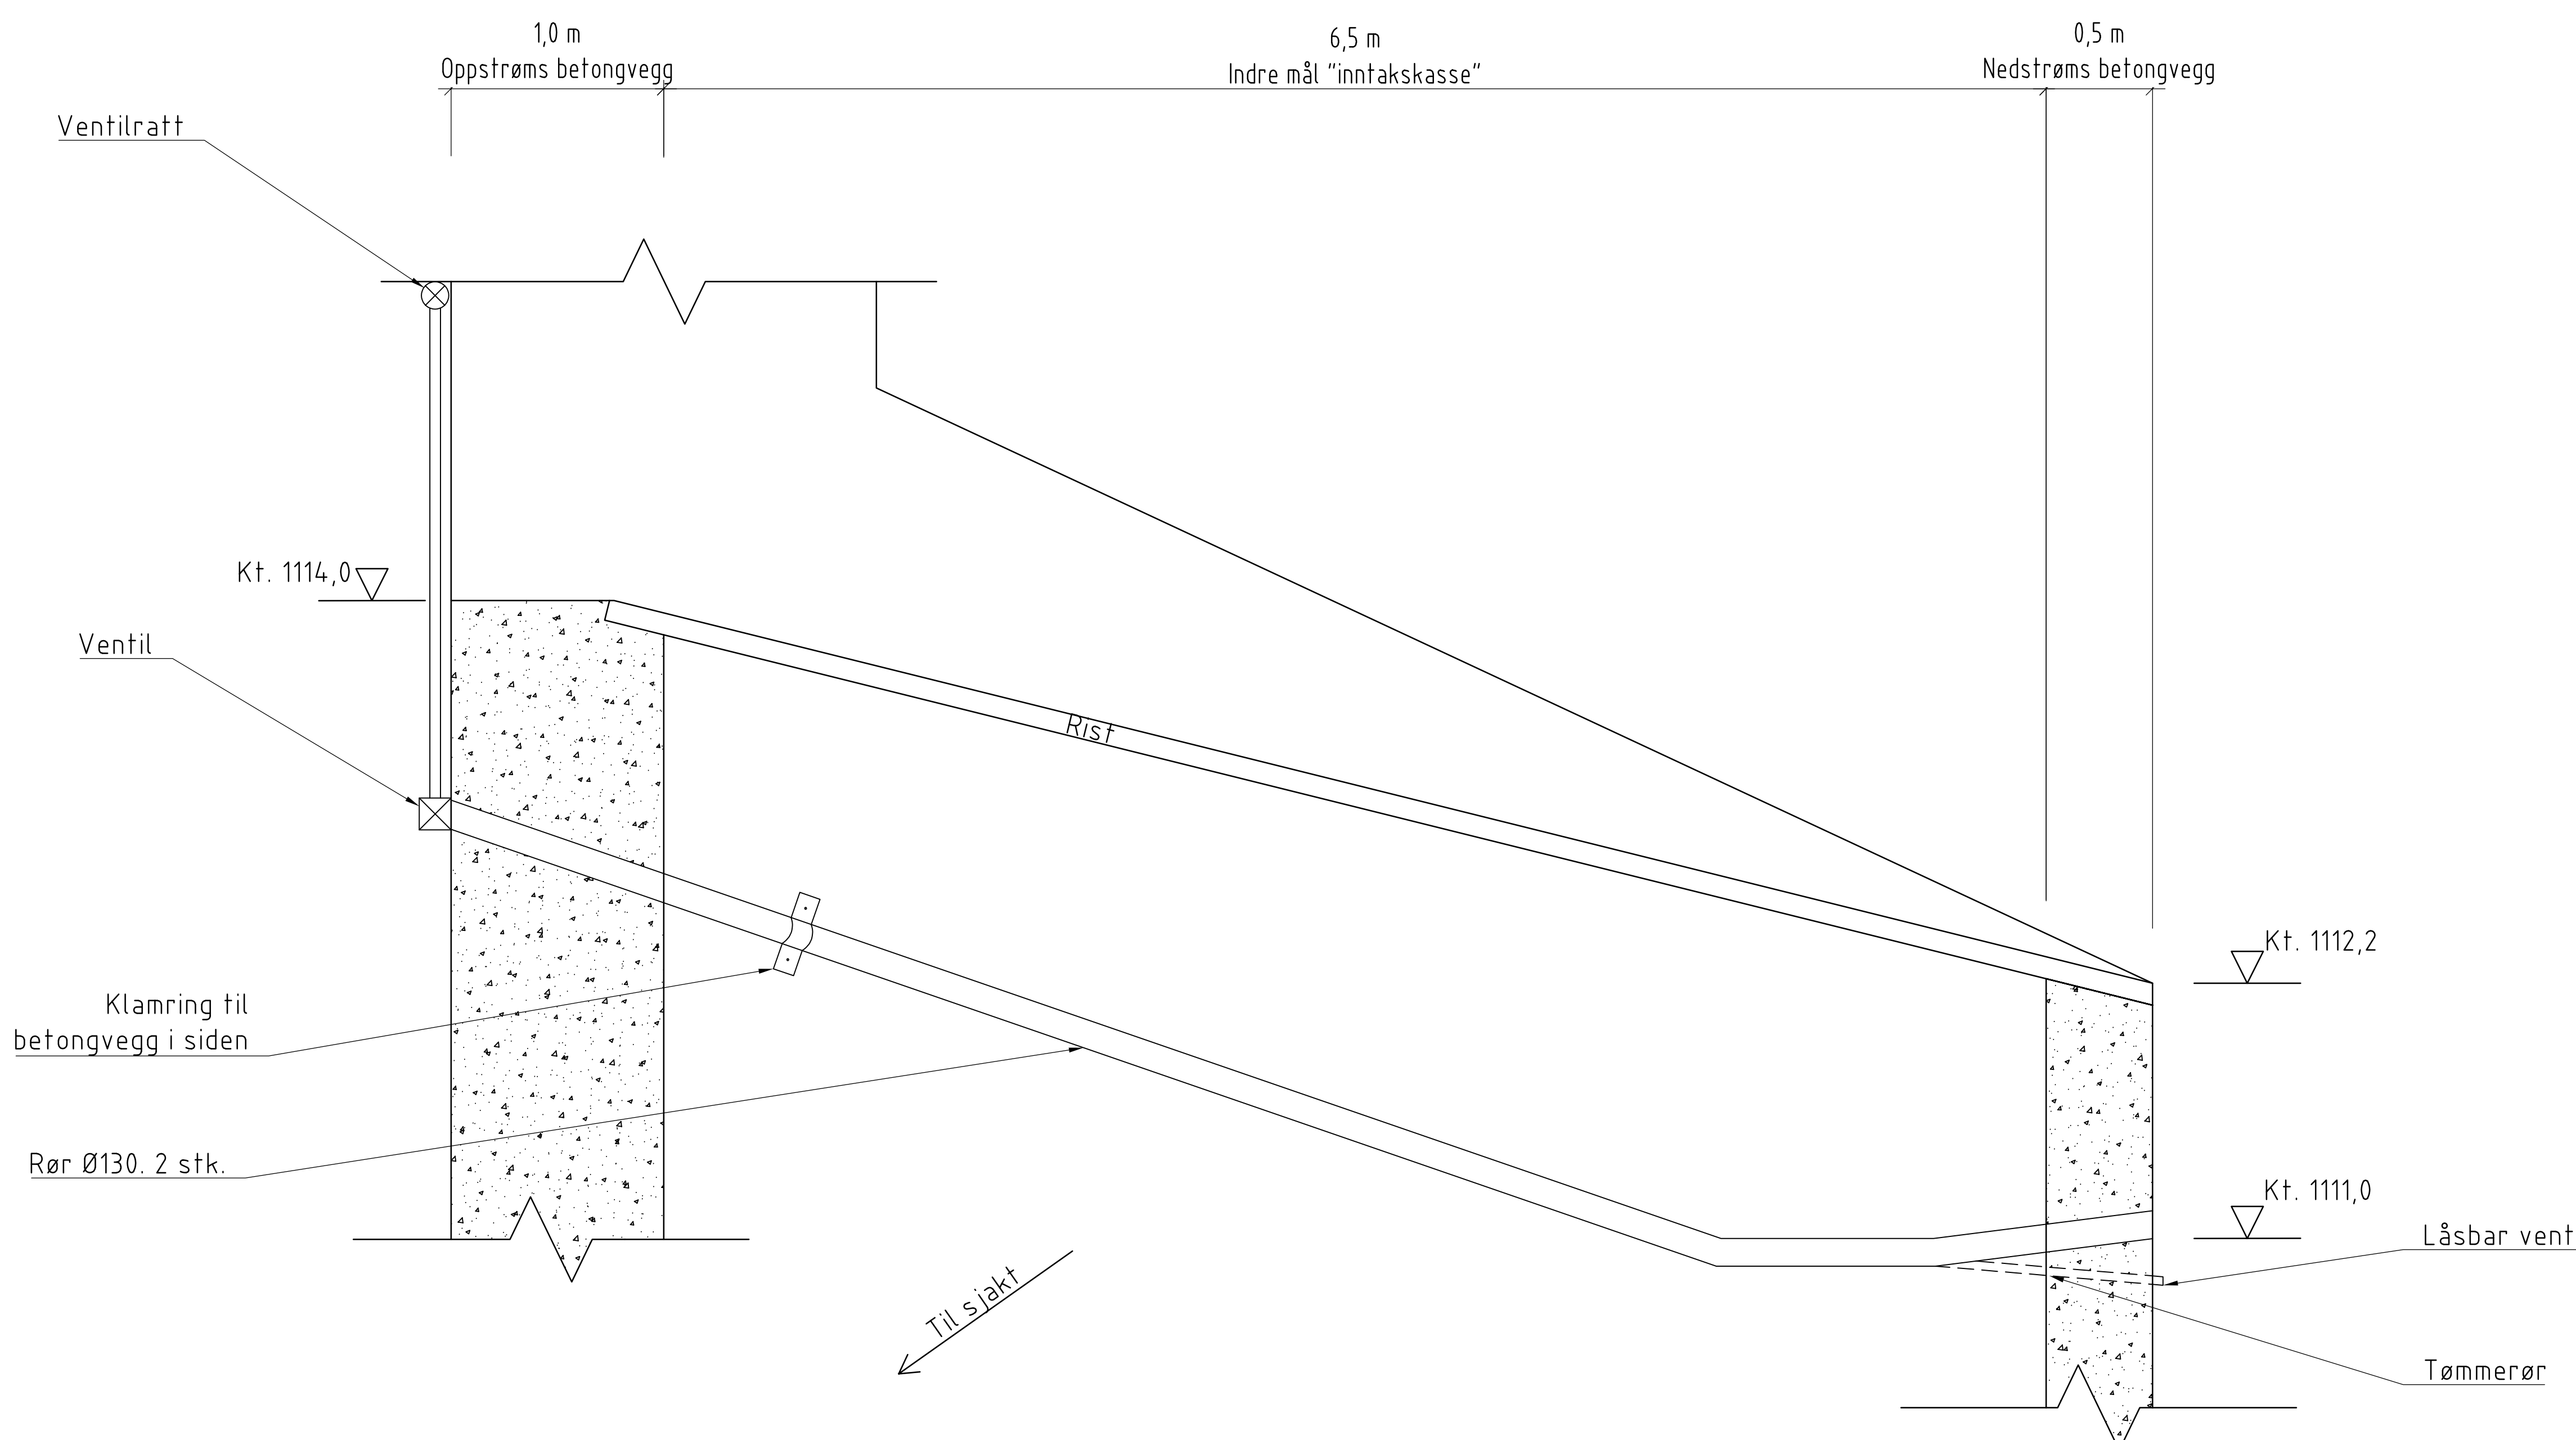 1,0 m
Oppstrøms betongvegg
6,5 m
Indre mål "inntakskasse"
0,5 m
Nedstrøms betongvegg
Ventilratt
Kt. 1114,0
Ventil
Rist
Kt. 1112,2
Klamring til
betongvegg i siden
Rør Ø130. 2 stk.
Kt. 1111,0
Låsbar vent
Til sjakt
Tømmerør